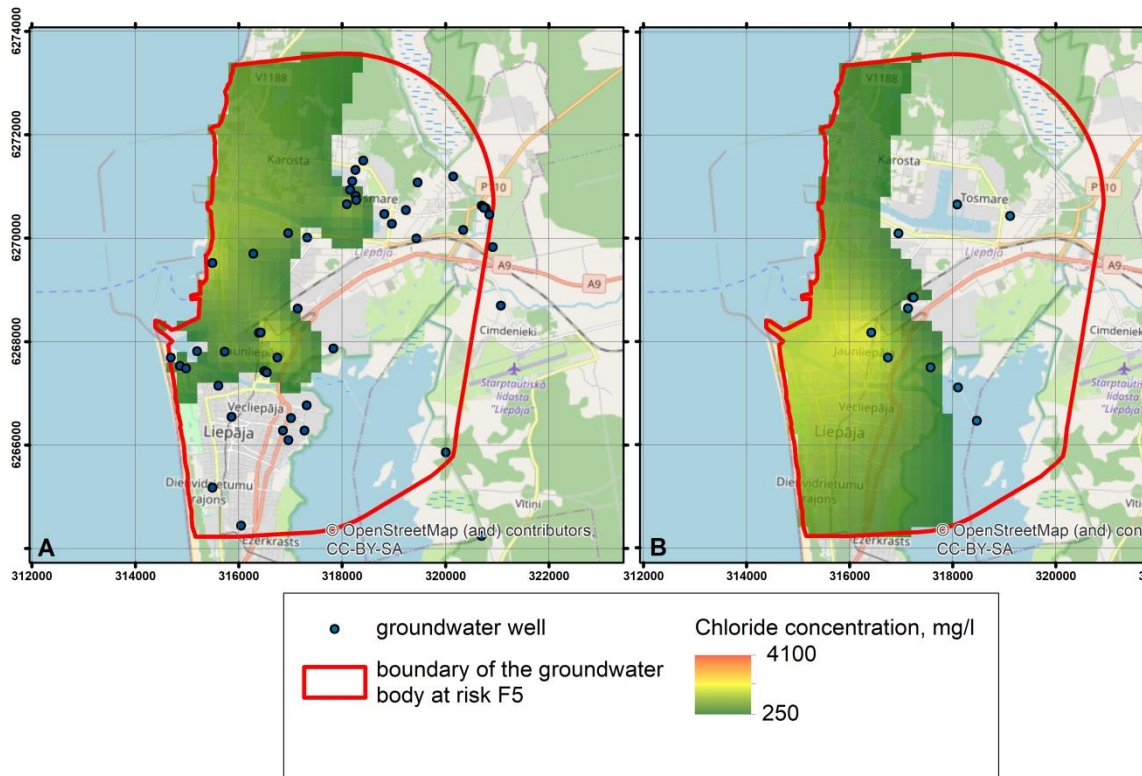 6274000
6272000
6270000
6268000
6266000
V1188
Karosta
Tosmare
P110
Liepāja
A9
A9
Cimdenieki
Jaunliepāja
Starptautiskā
lidosta
"Liepāja"
Vecliepāja
Liepāja
Dienvidrietumu
rajons
Vītiņi
Ezerkrasts
© OpenStreetMap (and) contributors,
CC-BY-SA
A
312000 314000 316000 318000 320000 322000
V1188
Karosta
Tosmare
P110
Liepāja
A9
Cimdenieki
Jaunliepāja
Starptautiskā
lidosta
"Liepāja"
Vecliepāja
Liepāja
Dienvidrietumu
rajons
Vītiņi
Ezerkrasts
© OpenStreetMap (and) cont
CC-BY-SA
B
312000 314000 316000 318000 320000
groundwater well
boundary of the groundwater
body at risk F5
Chloride concentration, mg/l
4100
250